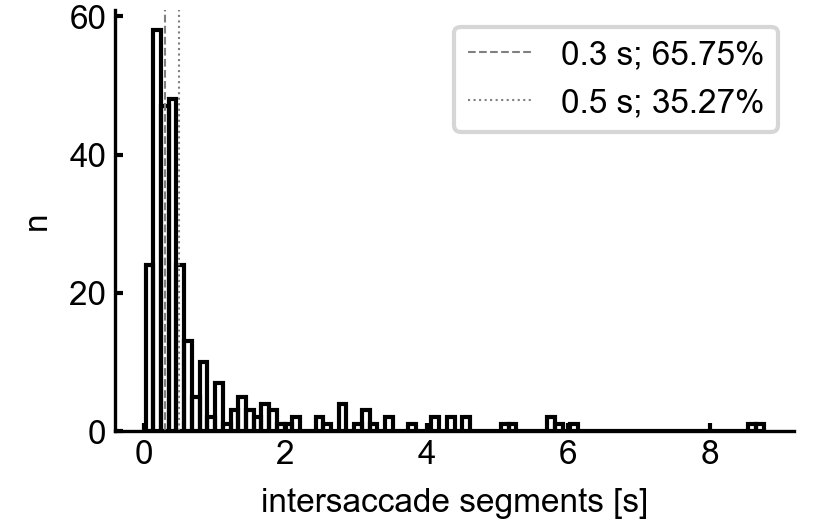 60
40
20
0
n
0.3 s; 65.75%
0.5 s; 35.27%
0 2 4 6 8
intersaccade segments [s]